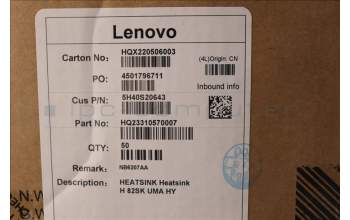 Lenovo
Carton No: HQX220506003
(4L)Origin: CN
PO: 4501796711
Inbound info
Cus P/N: 5H40S20643
Part No: HQ23310570007
QTY: 50
Remark: NB6207AA
Description: HEATSINK Heatsink
H 82SK UMA HY
N.W